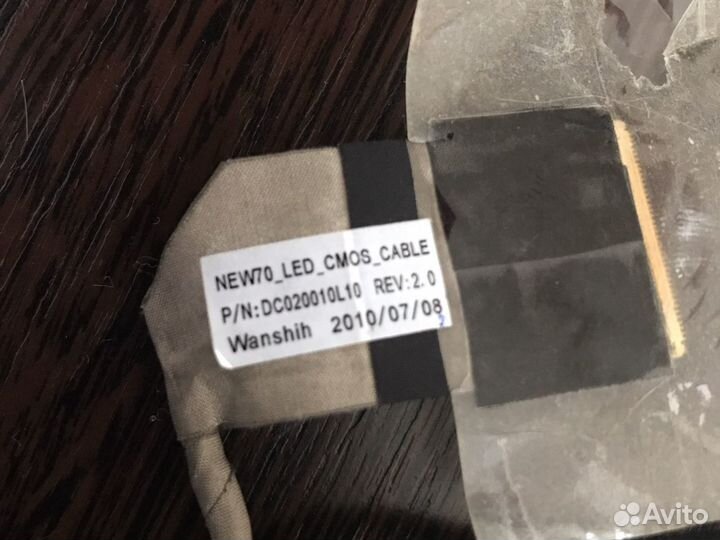 NEW70_LED_CMOS_CABLE
P/N:DC020010L10 REV:2.0
Wanshih 2010/07/08
Avito